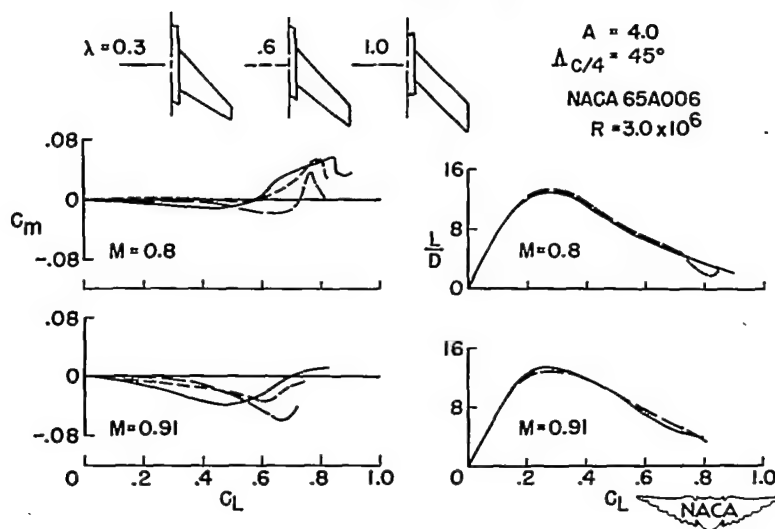 λ = 0.3
.6
1.0
A = 4.0
Λc/4 = 45°
NACA 65A006
R = 3.0 x 10⁶
.08
0
-.08
Cm
M = 0.8
16
8
0
L/D
M = 0.8
.08
0
-.08
M = 0.91
0
.2
.4
.6
.8
1.0
CL
16
8
0
M = 0.91
0
.2
.4
.6
.8
1.0
CL
NACA